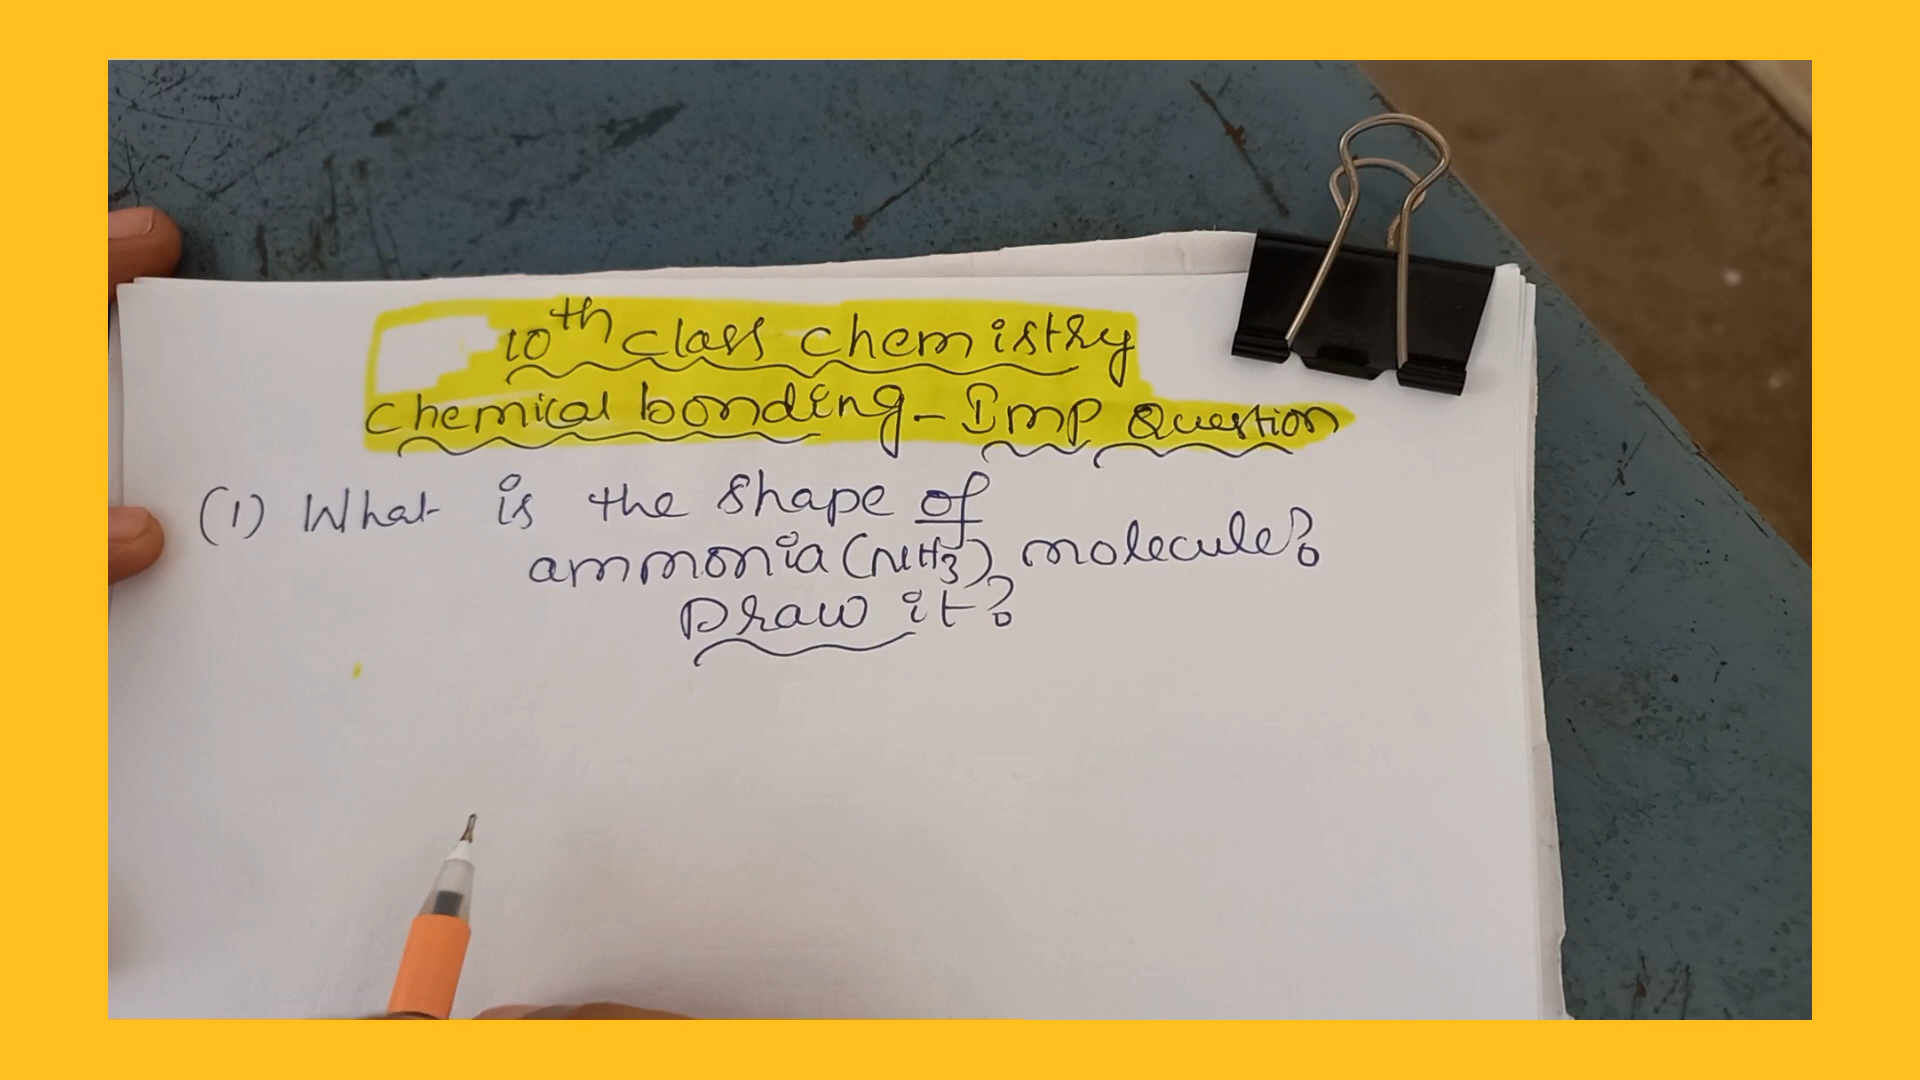 10th class chemistry
chemical bonding - Imp Question
(1) What is the shape of
ammonia (NH3) molecule?
Draw it?